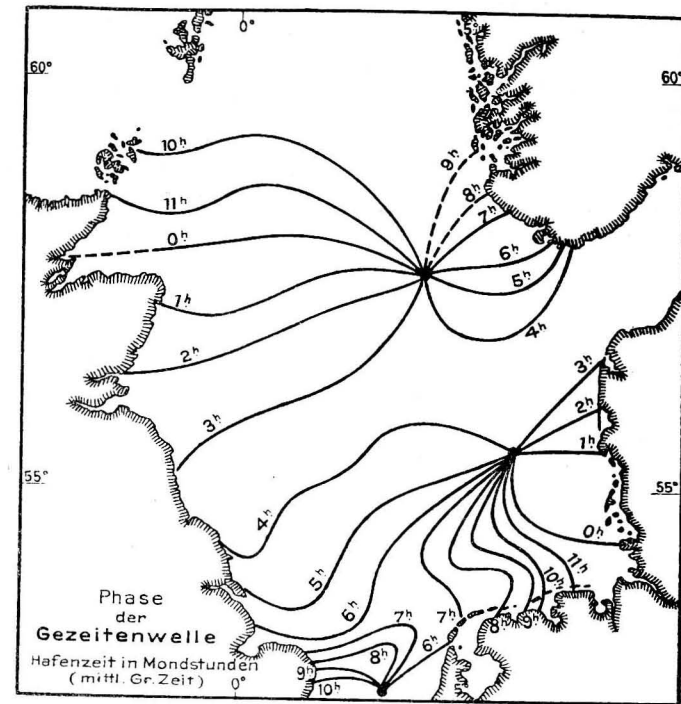 0°
5°
60°
60°
10ʰ
9ʰ
8ʰ
11ʰ
7ʰ
0ʰ
6ʰ
5ʰ
1ʰ
4ʰ
2ʰ
3ʰ
2ʰ
3ʰ
1ʰ
55°
55°
4ʰ
0ʰ
5ʰ
11ʰ
10ʰ
6ʰ
Phase
der
Gezeitenwelle
Hafenzeit in Mondstunden
(mittl. Gr. Zeit)
7ʰ
7ʰ
8ʰ
9ʰ
6ʰ
8ʰ
9ʰ
10ʰ
0°